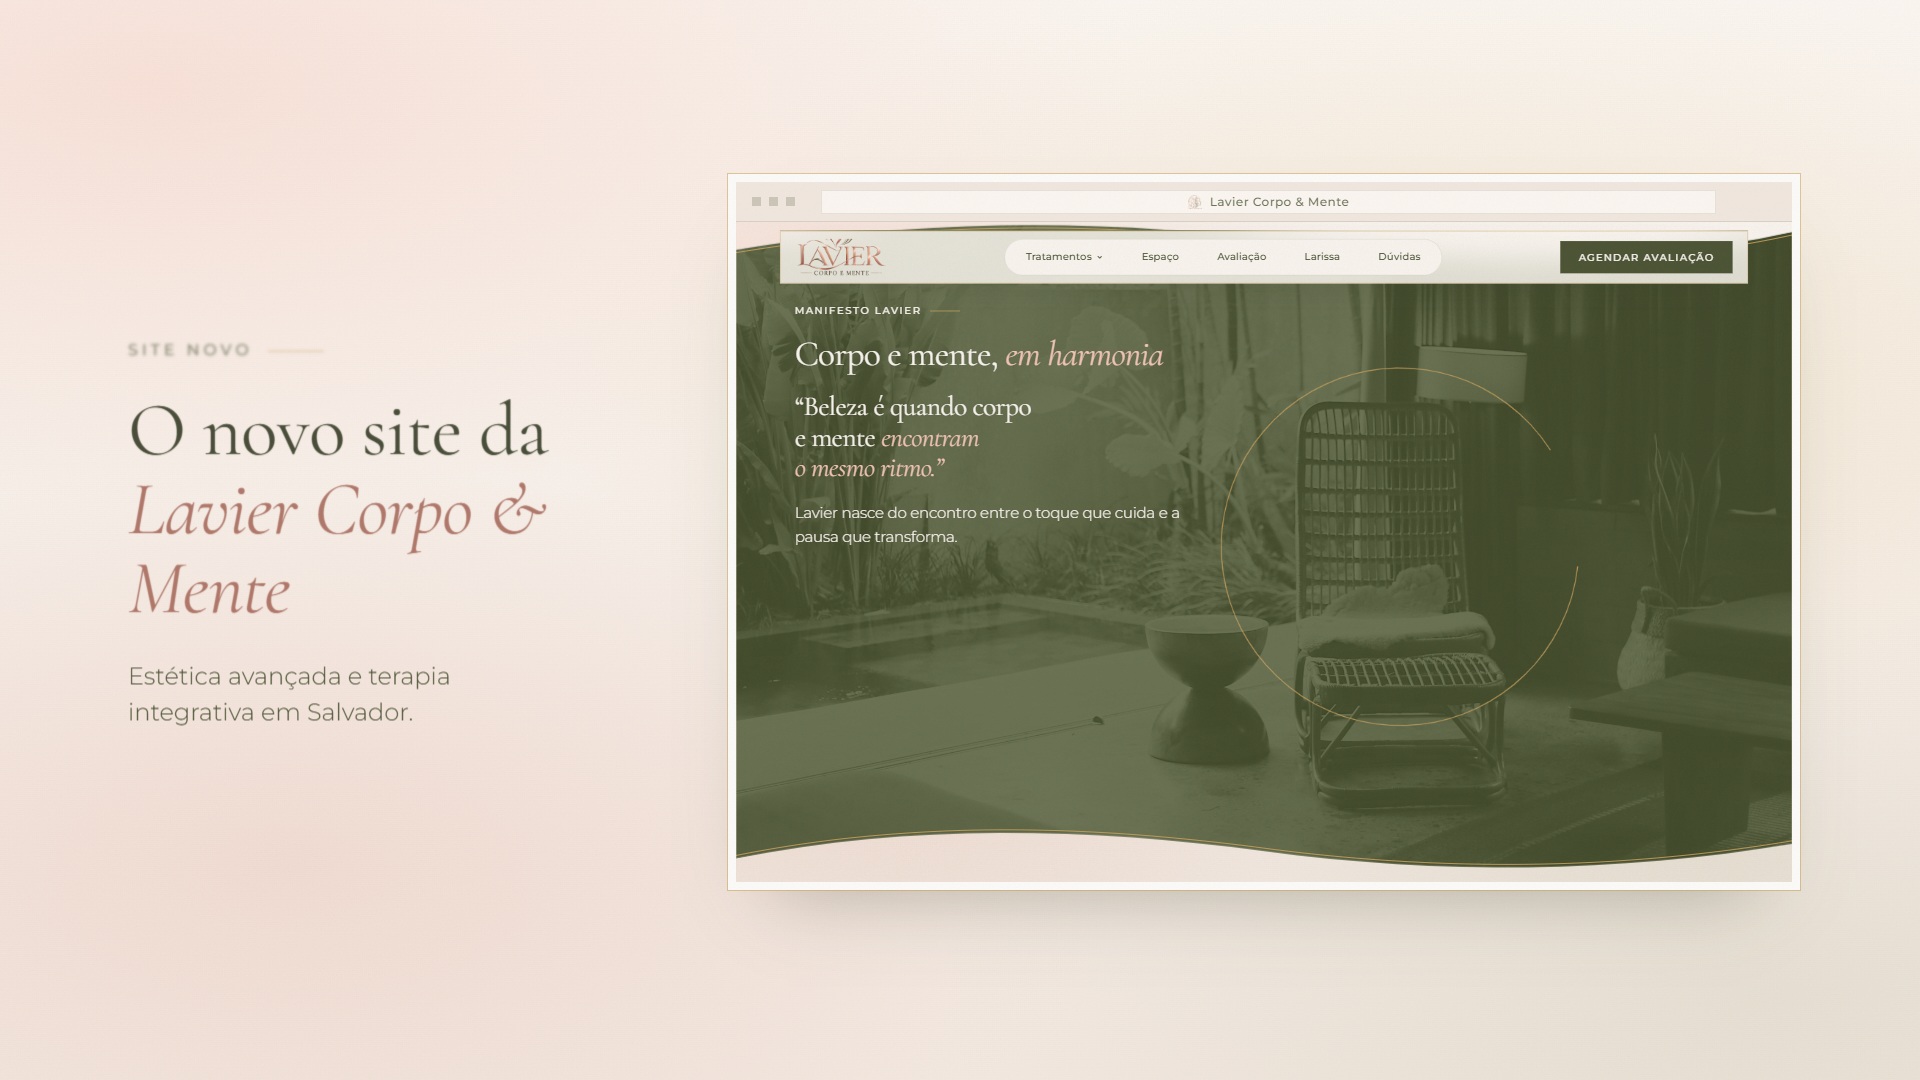 SITE NOVO
O novo site da
Lavier Corpo &
Mente
Estética avançada e terapia
integrativa em Salvador.
Lavier Corpo & Mente
LAVIER
CORPO E MENTE
Tratamentos
Espaço
Avaliação
Larissa
Dúvidas
AGENDAR AVALIAÇÃO
MANIFESTO LAVIER
Corpo e mente, em harmonia
“Beleza é quando corpo
e mente encontram
o mesmo ritmo.”
Lavier nasce do encontro entre o toque que cuida e a
pausa que transforma.